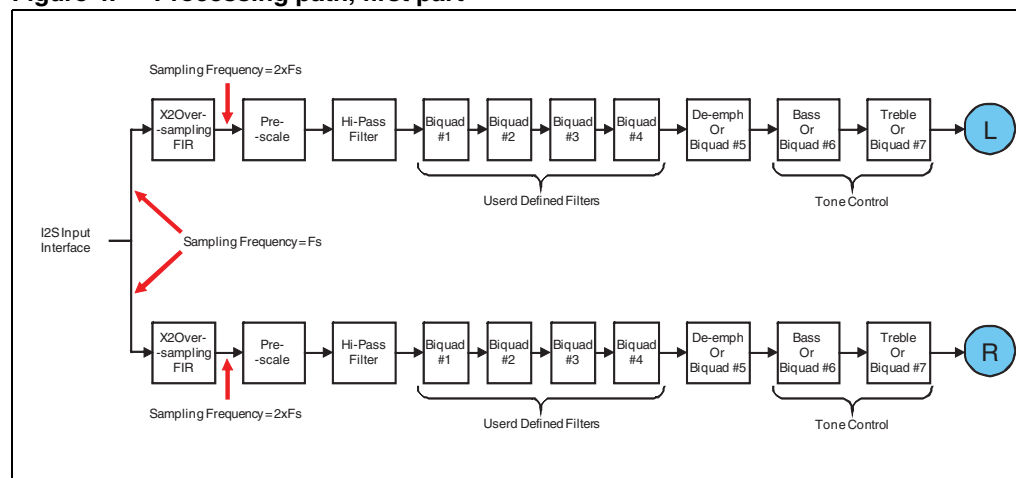 Sampling Frequency=2xFs
X2Over-
-sampling
FIR
Pre-
-scale
Hi-Pass
Filter
Biquad
#1
Biquad
#2
Biquad
#3
Biquad
#4
De-emph
Or
Biquad #5
Bass
Or
Biquad #6
Treble
Or
Biquad #7
L
Userd Defined Filters
Tone Control
I2S Input
Interface
Sampling Frequency=Fs
X2Over-
-sampling
FIR
Pre-
-scale
Hi-Pass
Filter
Biquad
#1
Biquad
#2
Biquad
#3
Biquad
#4
De-emph
Or
Biquad #5
Bass
Or
Biquad #6
Treble
Or
Biquad #7
R
Sampling Frequency=2xFs
Userd Defined Filters
Tone Control